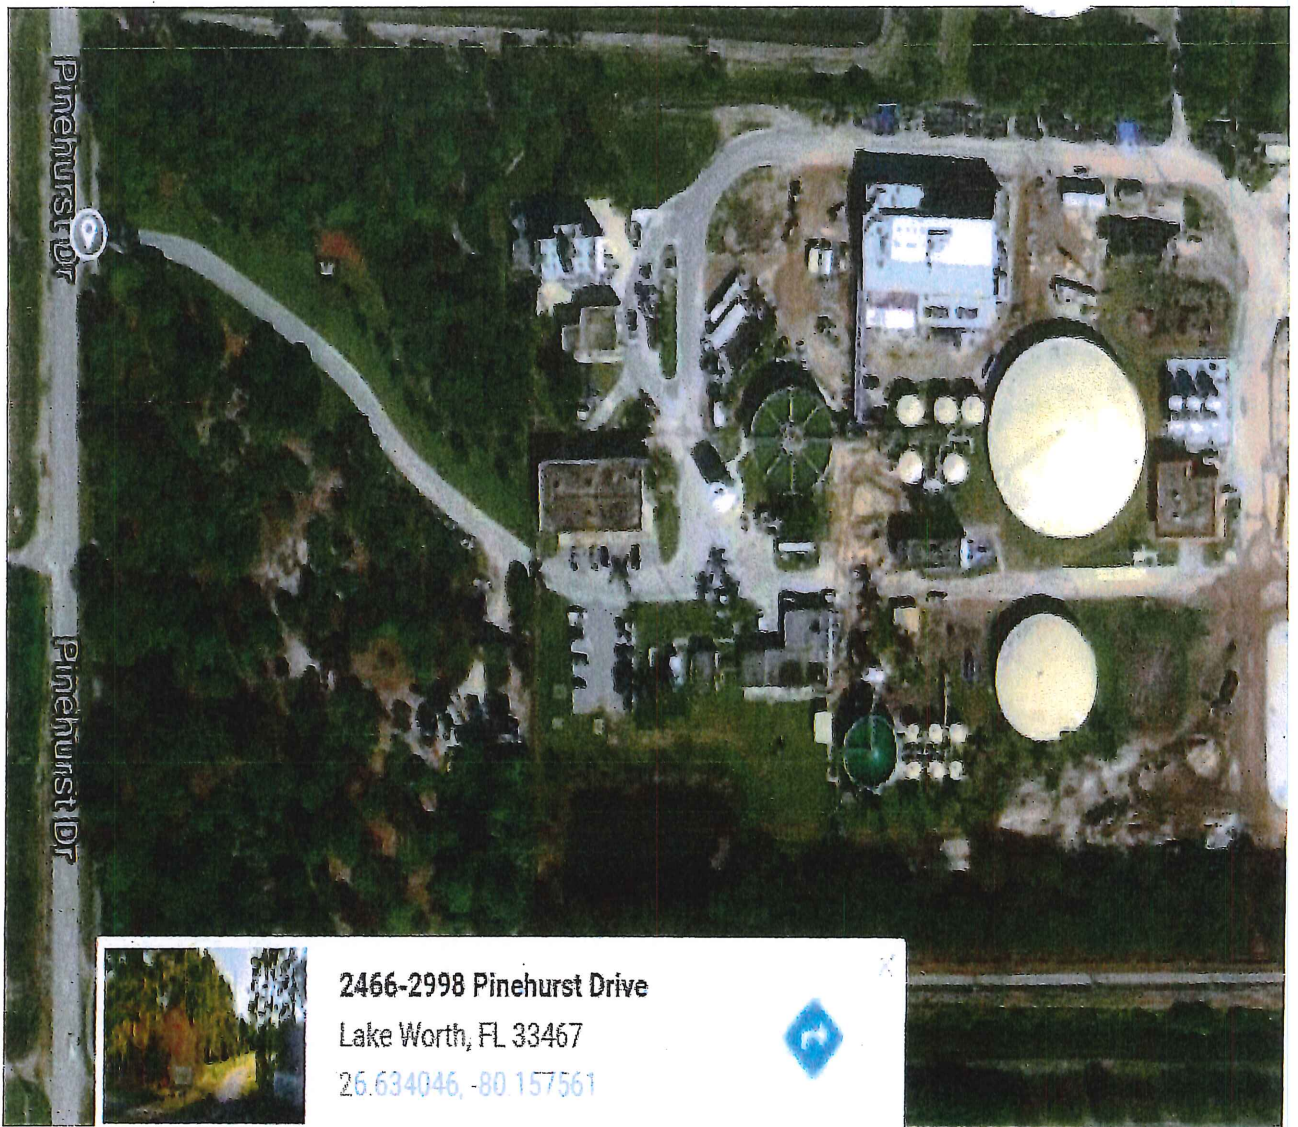 Pinehurst Dr
Pinehurst Dr
2466-2998 Pinehurst Drive
Lake Worth, FL 33467
26.634046, -80.157561